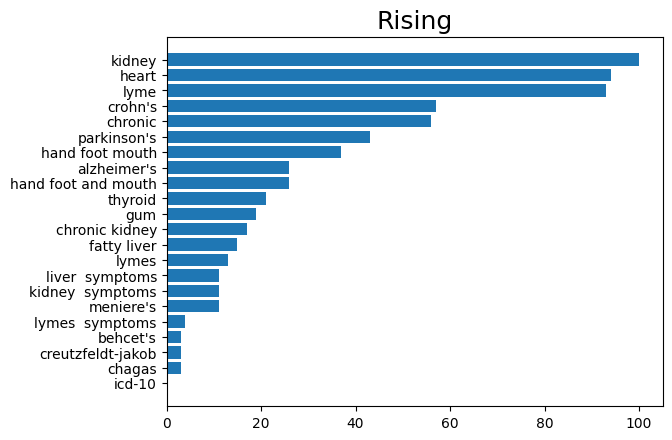 Rising
kidney
heart
lyme
crohn's
chronic
parkinson's
hand foot mouth
alzheimer's
hand foot and mouth
thyroid
gum
chronic kidney
fatty liver
lymes
liver  symptoms
kidney  symptoms
meniere's
lymes  symptoms
behcet's
creutzfeldt-jakob
chagas
icd-10
0 20 40 60 80 100